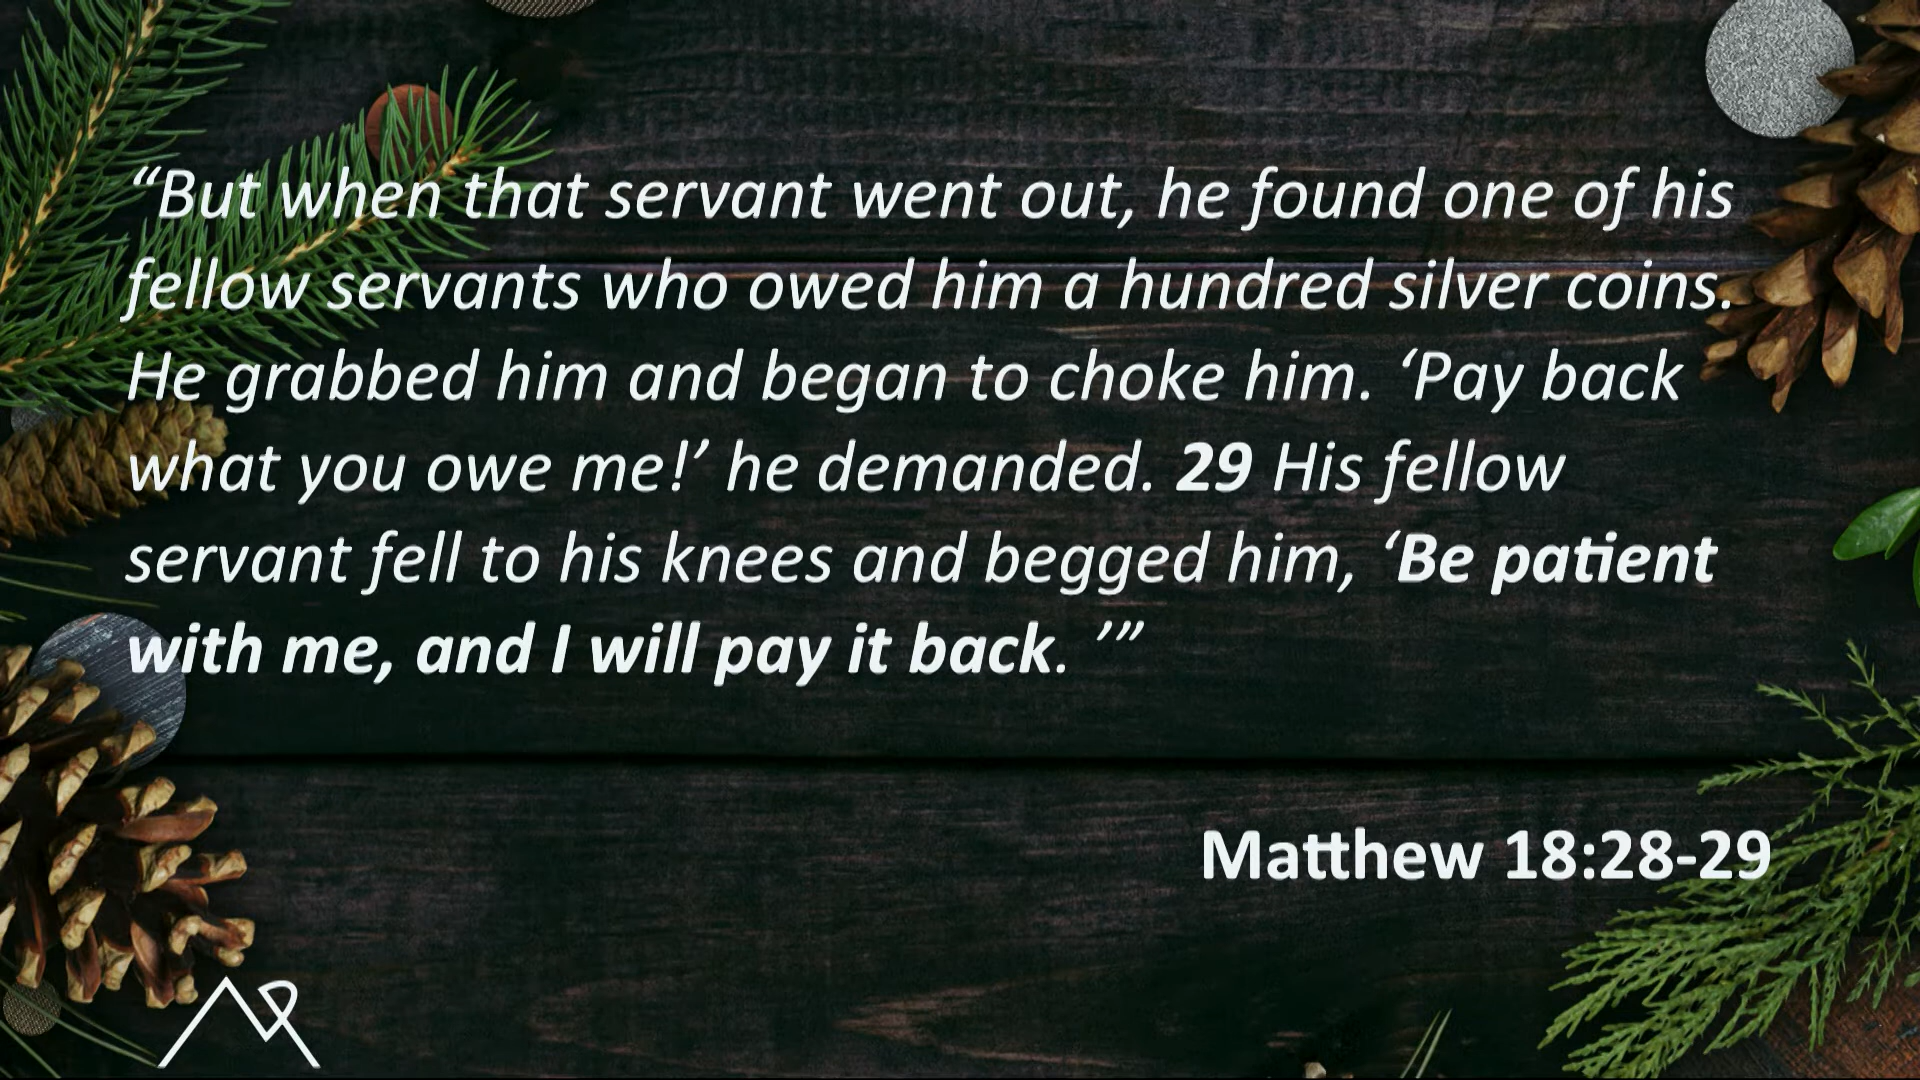 “But when that servant went out, he found one of his
fellow servants who owed him a hundred silver coins.
He grabbed him and began to choke him. ‘Pay back
what you owe me!’ he demanded. 29 His fellow
servant fell to his knees and begged him, ‘Be patient
with me, and I will pay it back. ’”
Matthew 18:28-29